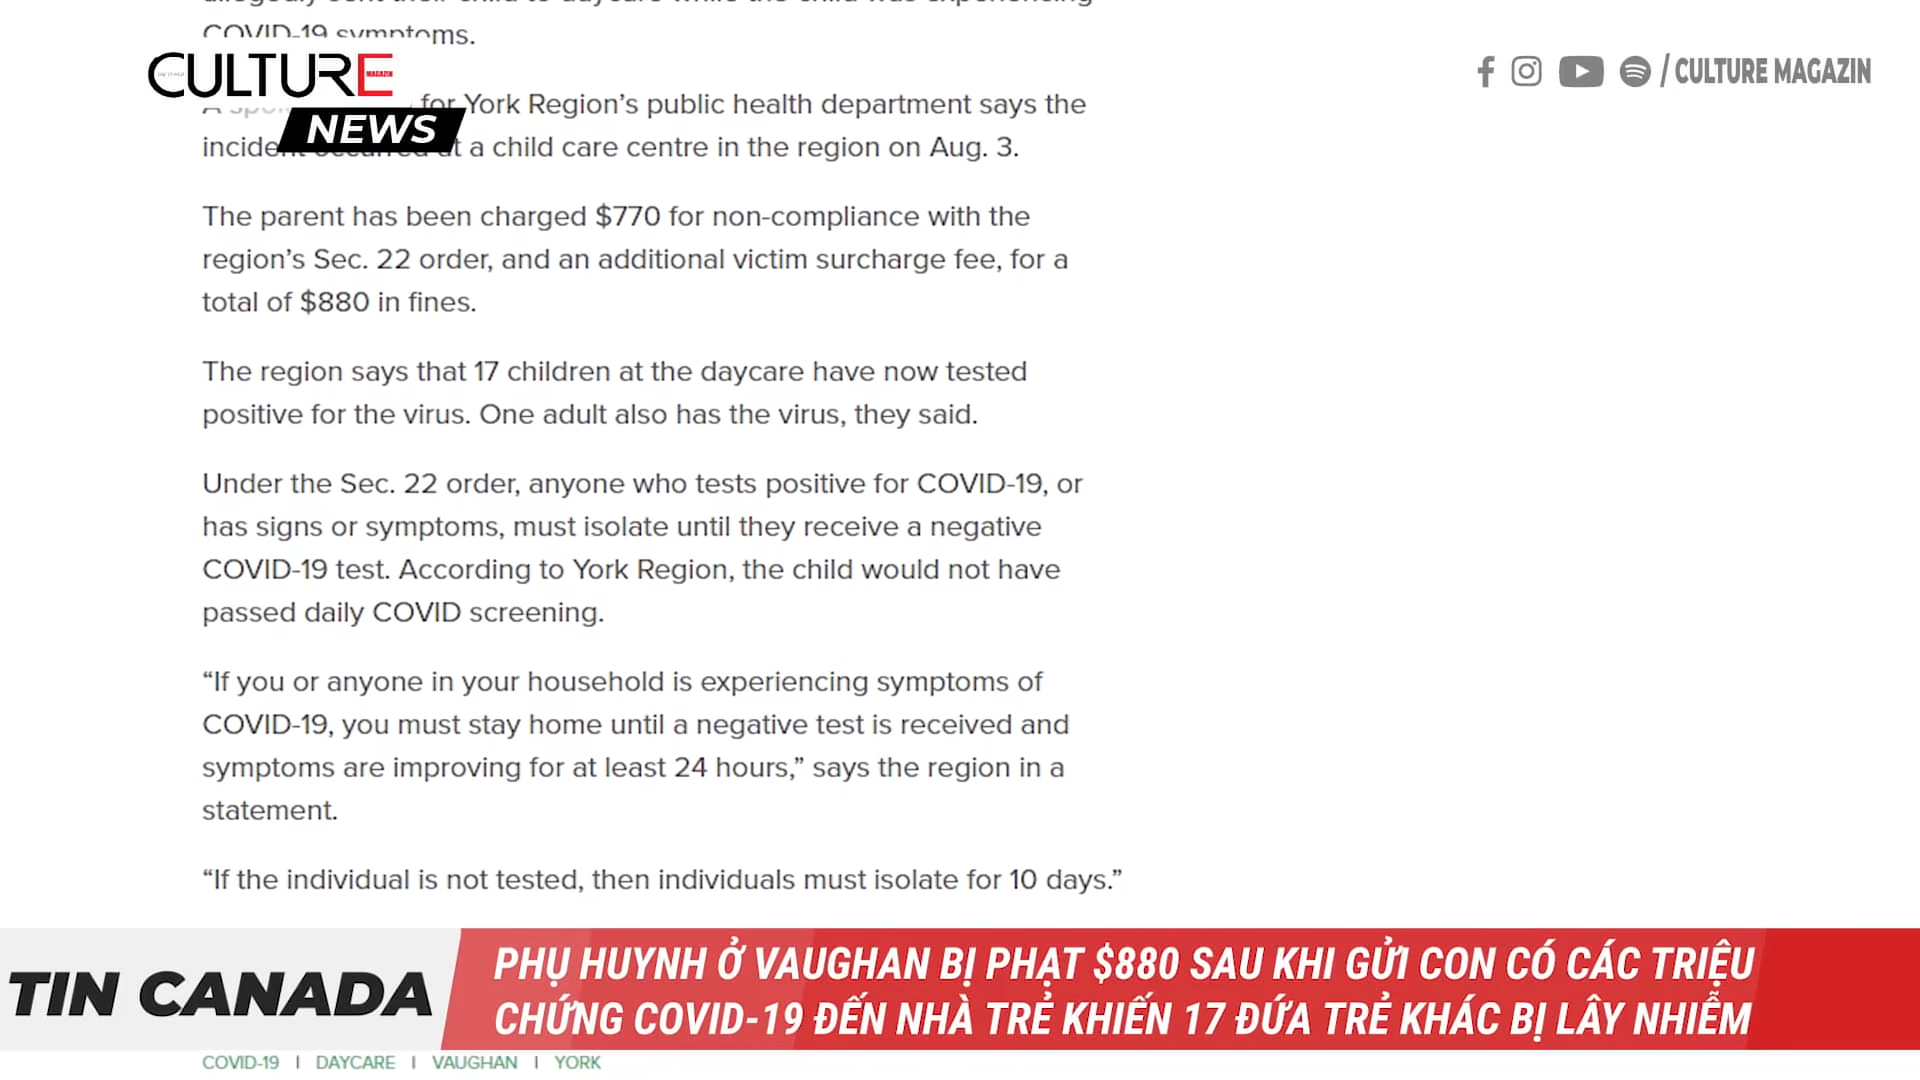 COVID-19 symptoms.
CULTURE
MAGAZIN
NEWS
/ CULTURE MAGAZIN
for York Region’s public health department says the
incident occurred at a child care centre in the region on Aug. 3.
The parent has been charged $770 for non-compliance with the
region’s Sec. 22 order, and an additional victim surcharge fee, for a
total of $880 in fines.
The region says that 17 children at the daycare have now tested
positive for the virus. One adult also has the virus, they said.
Under the Sec. 22 order, anyone who tests positive for COVID-19, or
has signs or symptoms, must isolate until they receive a negative
COVID-19 test. According to York Region, the child would not have
passed daily COVID screening.
“If you or anyone in your household is experiencing symptoms of
COVID-19, you must stay home until a negative test is received and
symptoms are improving for at least 24 hours,” says the region in a
statement.
“If the individual is not tested, then individuals must isolate for 10 days.”
TIN CANADA
PHỤ HUYNH Ở VAUGHAN BỊ PHẠT $880 SAU KHI GỬI CON CÓ CÁC TRIỆU
CHỨNG COVID-19 ĐẾN NHÀ TRẺ KHIẾN 17 ĐỨA TRẺ KHÁC BỊ LÂY NHIỄM
COVID-19 | DAYCARE | VAUGHAN | YORK